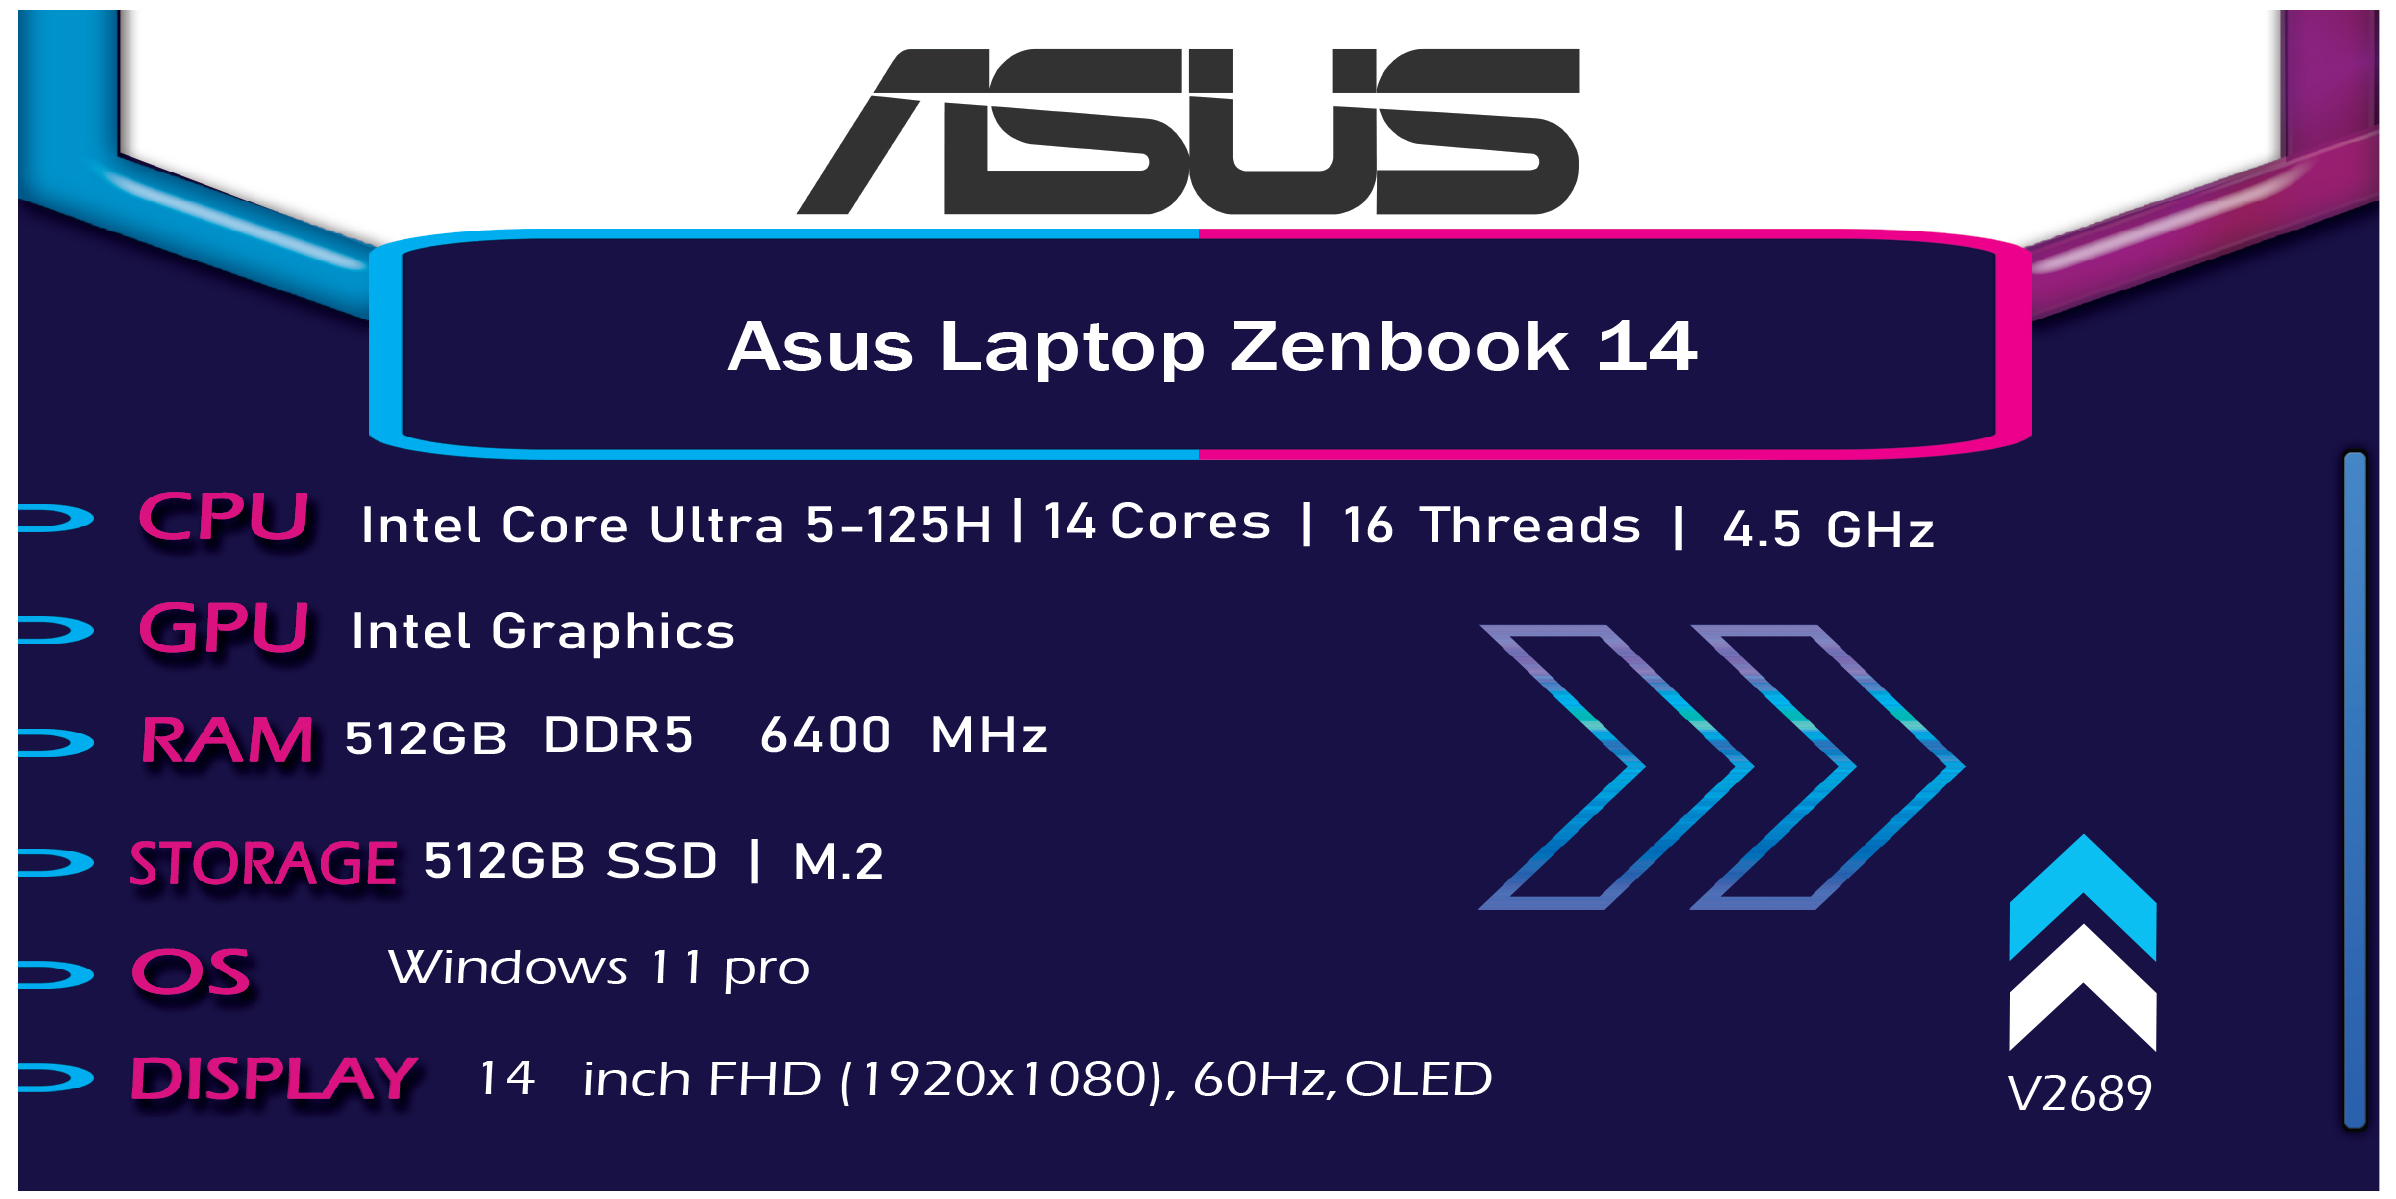 ASUS
Asus Laptop Zenbook 14
CPU Intel Core Ultra 5-125H | 14 Cores | 16 Threads | 4.5 GHz
GPU Intel Graphics
RAM 512GB DDR5 6400 MHz
STORAGE 512GB SSD | M.2
OS Windows 11 pro
DISPLAY 14 inch FHD (1920x1080), 60Hz, OLED
V2689